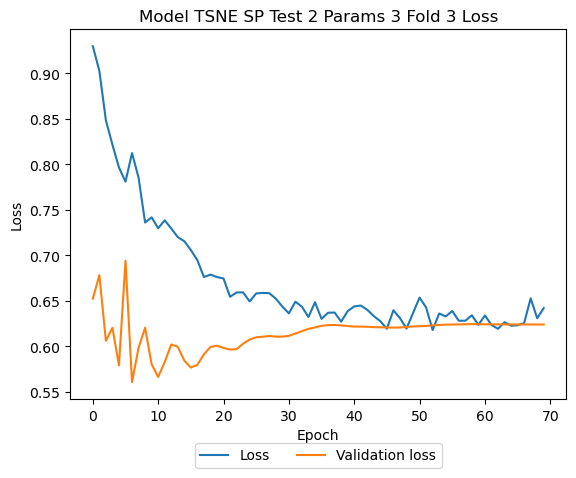 Model TSNE SP Test 2 Params 3 Fold 3 Loss
0.90
0.85
0.80
0.75
0.70
0.65
0.60
0.55
Loss
0 10 20 30 40 50 60 70
Epoch
Loss Validation loss